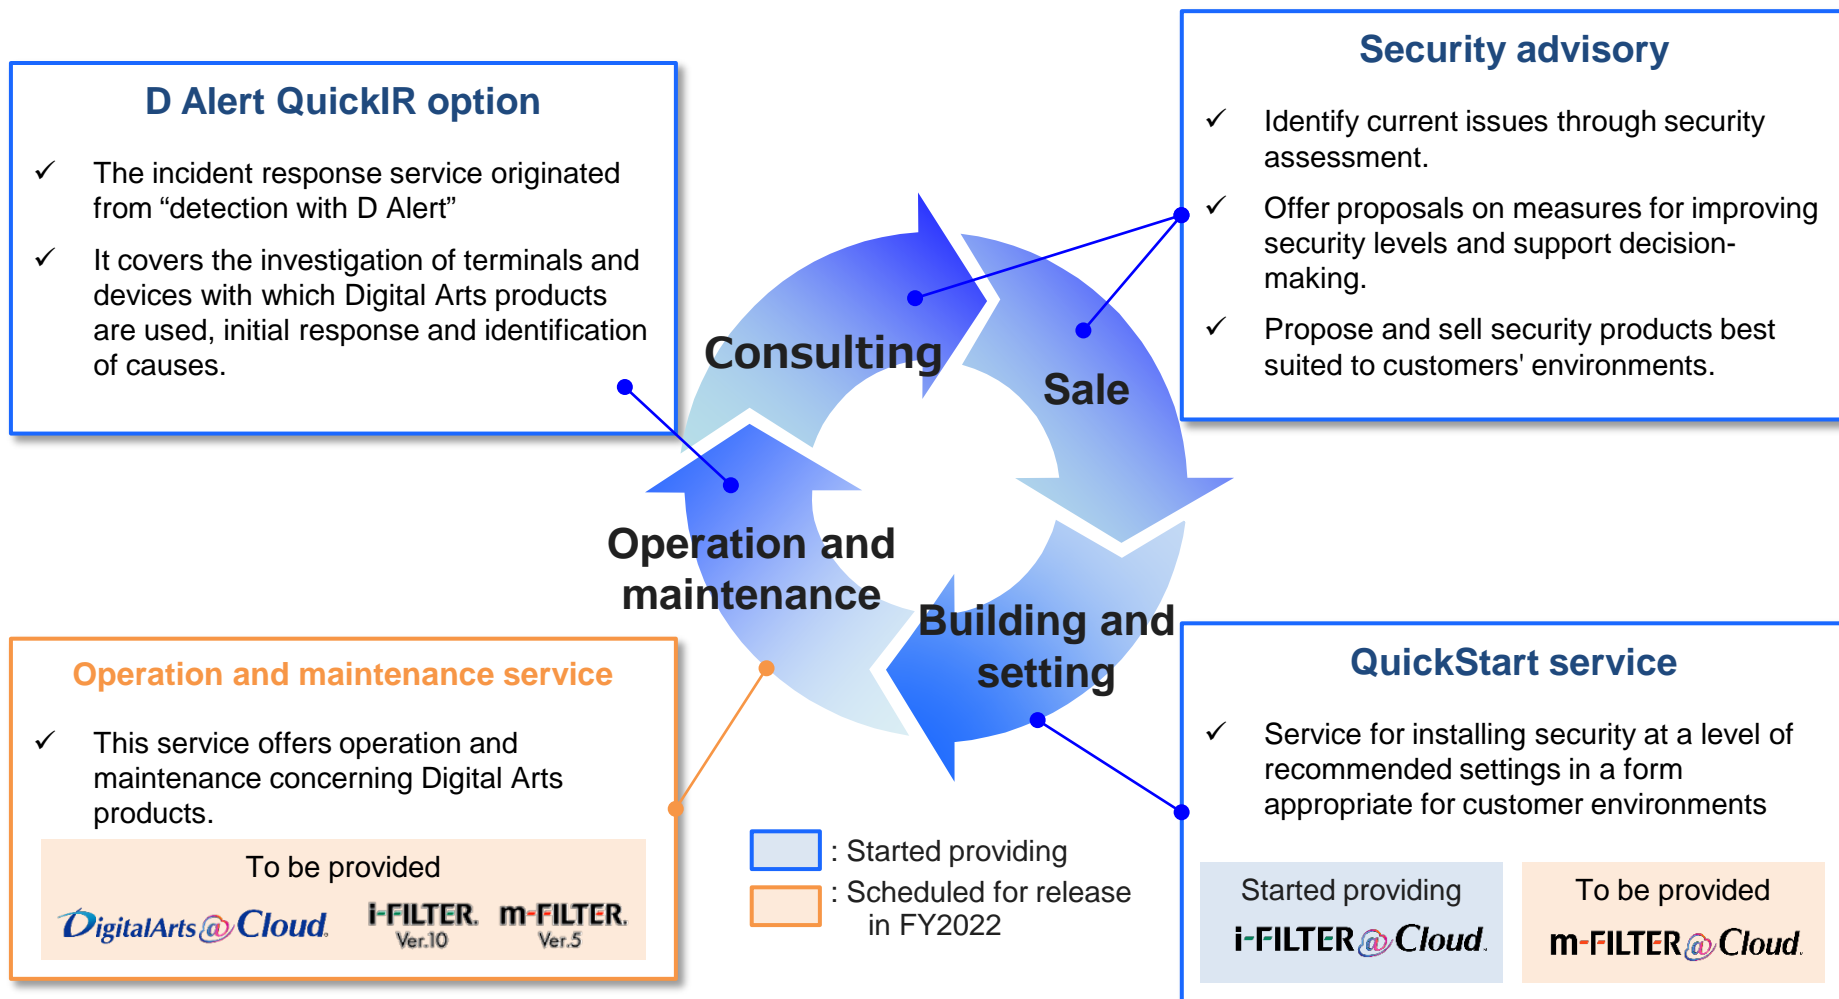 D Alert QuickIR option
✓ The incident response service originated
from “detection with D Alert”
✓ It covers the investigation of terminals and
devices with which Digital Arts products
are used, initial response and identification
of causes.
Security advisory
✓ Identify current issues through security
assessment.
✓ Offer proposals on measures for improving
security levels and support decision-
making.
✓ Propose and sell security products best
suited to customers' environments.
Consulting
Sale
Operation and
maintenance
Building and
setting
Operation and maintenance service
✓ This service offers operation and
maintenance concerning Digital Arts
products.
To be provided
DigitalArts@Cloud.
i-FILTER.
Ver.10
m-FILTER.
Ver.5
: Started providing
: Scheduled for release
in FY2022
QuickStart service
✓ Service for installing security at a level of
recommended settings in a form
appropriate for customer environments
Started providing
i-FILTER@Cloud.
To be provided
m-FILTER@Cloud.